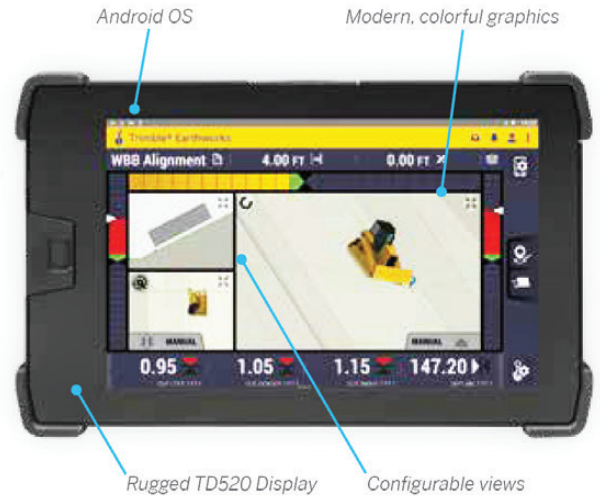 Android OS
Modern, colorful graphics
Trimble® Earthworks
WBB Alignment 4.00 FT 0.00 FT
MANUAL MANUAL
0.95 1.05 1.15 147.20
Rugged TD520 Display
Configurable views